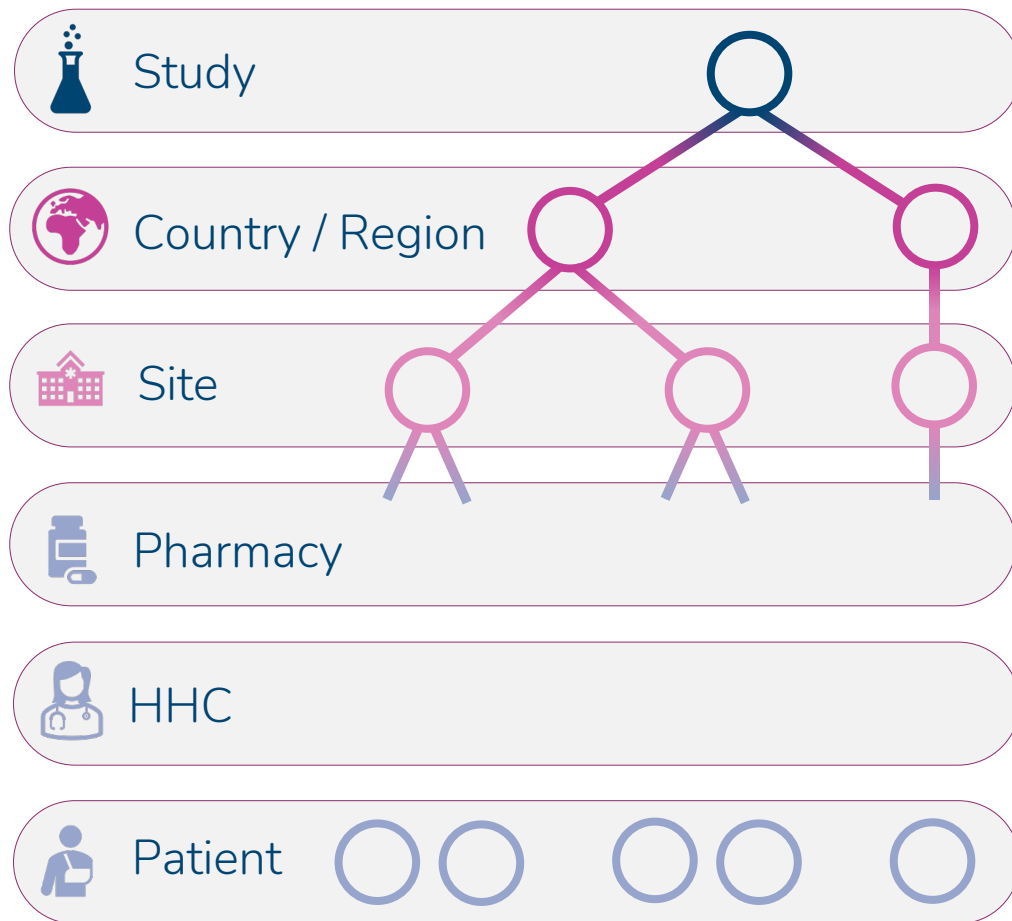 Study
Country / Region
Site
Pharmacy
HHC
Patient